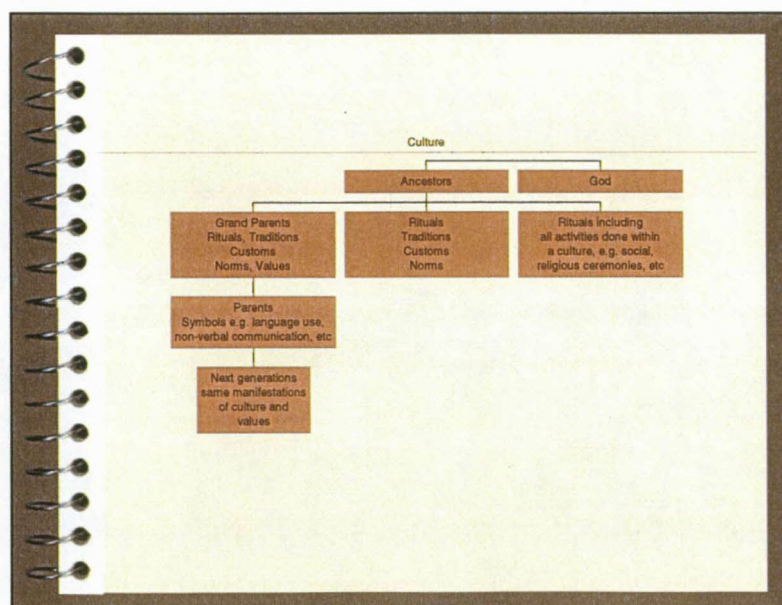 Culture
Ancestors
God
Grand Parents
Rituals, Traditions
Customs
Norms, Values
Rituals
Traditions
Customs
Norms
Rituals including
all activities done within
a culture, e.g. social,
religious ceremonies, etc
Parents
Symbols e.g. language use,
non-verbal communication, etc
Next generations
same manifestations
of culture and
values